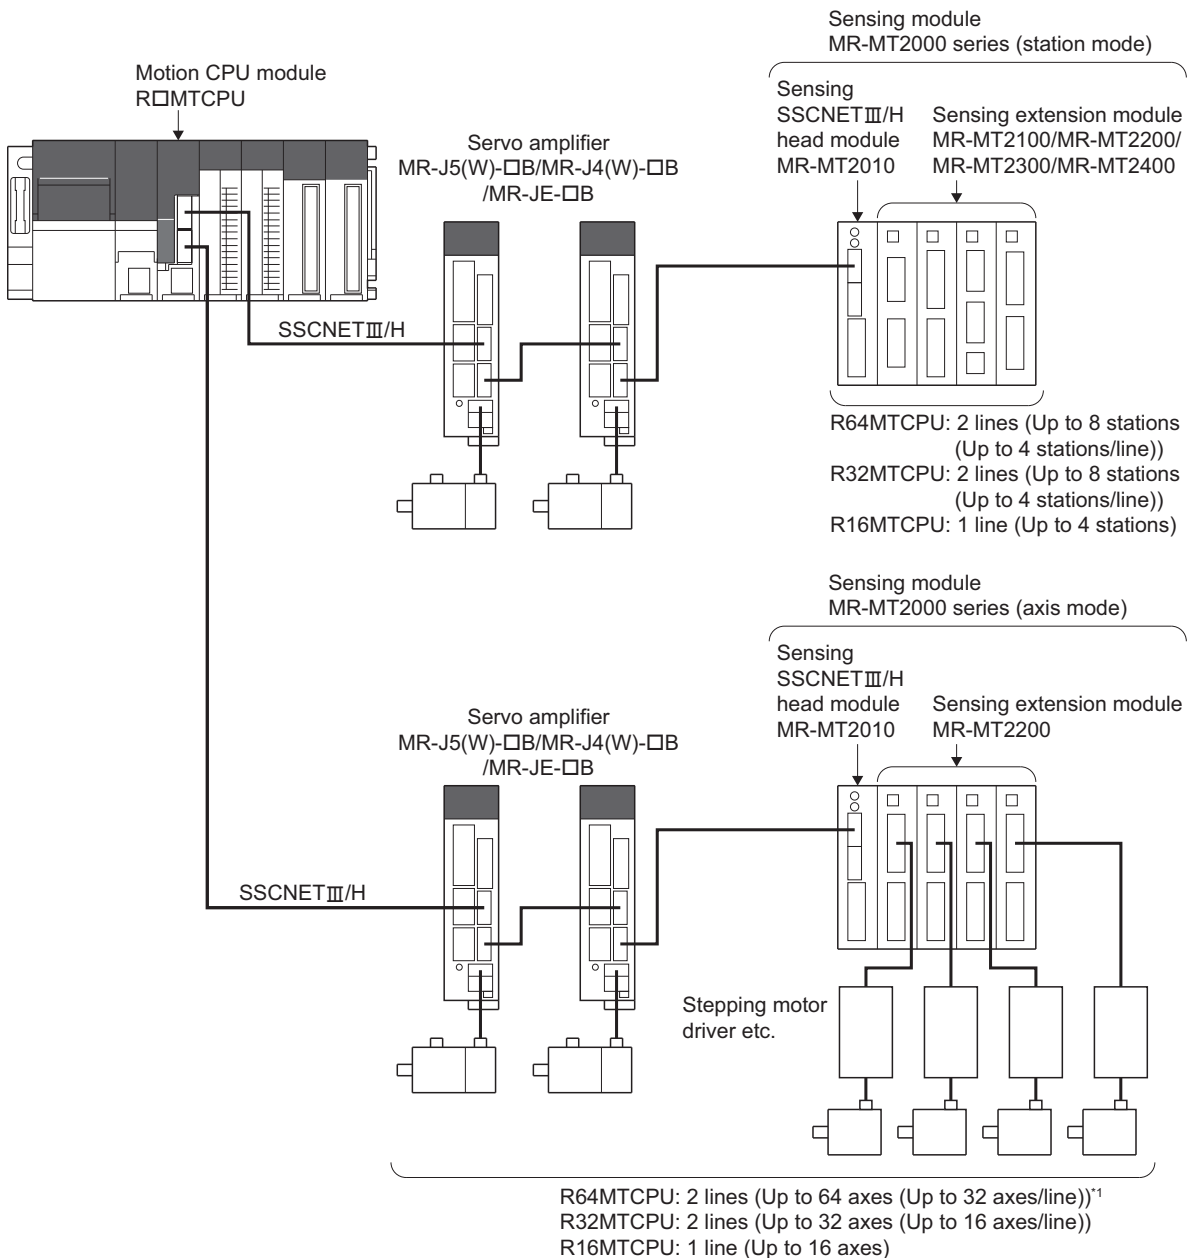 Sensing module
MR-MT2000 series (station mode)
Motion CPU module
R□MTCPU
Sensing
SSCNETⅢ/H
head module
MR-MT2010
Sensing extension module
MR-MT2100/MR-MT2200/
MR-MT2300/MR-MT2400
Servo amplifier
MR-J5(W)-□B/MR-J4(W)-□B
/MR-JE-□B
SSCNETⅢ/H
R64MTCPU: 2 lines (Up to 8 stations
(Up to 4 stations/line))
R32MTCPU: 2 lines (Up to 8 stations
(Up to 4 stations/line))
R16MTCPU: 1 line (Up to 4 stations)
Sensing module
MR-MT2000 series (axis mode)
Sensing
SSCNETⅢ/H
head module
MR-MT2010
Sensing extension module
MR-MT2200
Servo amplifier
MR-J5(W)-□B/MR-J4(W)-□B
/MR-JE-□B
SSCNETⅢ/H
Stepping motor
driver etc.
R64MTCPU: 2 lines (Up to 64 axes (Up to 32 axes/line))*1
R32MTCPU: 2 lines (Up to 32 axes (Up to 16 axes/line))
R16MTCPU: 1 line (Up to 16 axes)